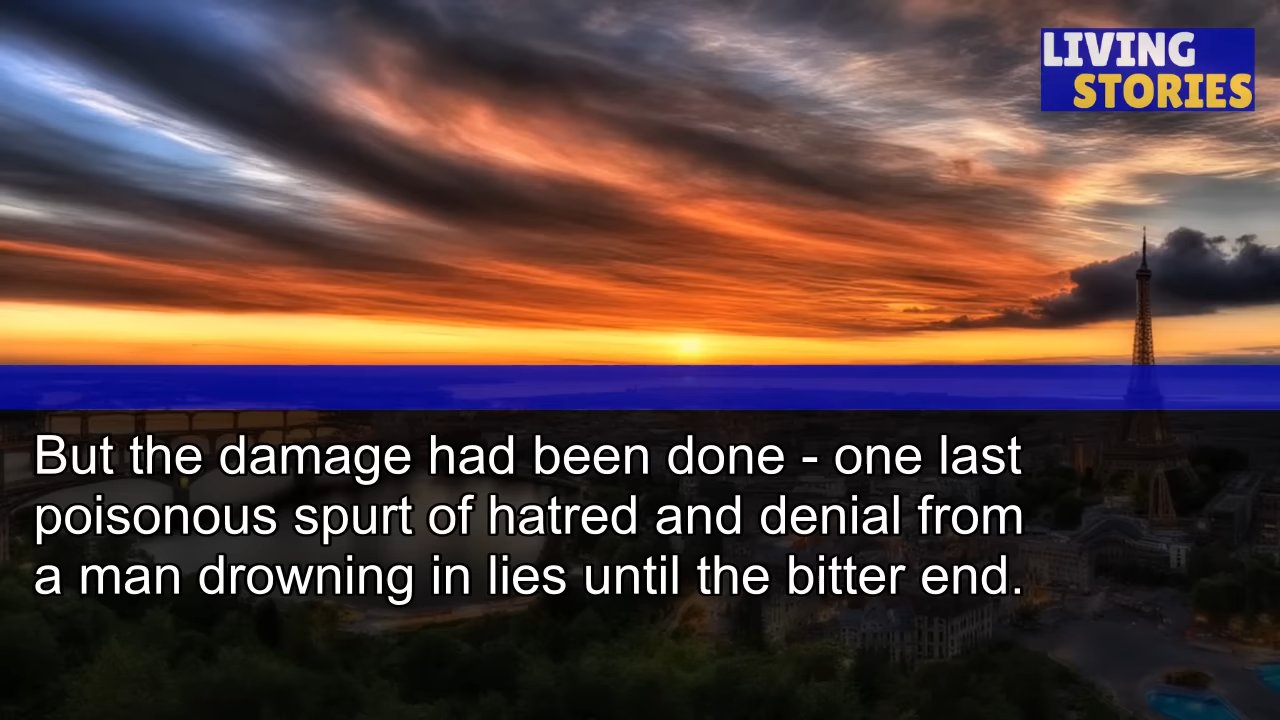 LIVING
STORIES
But the damage had been done - one last
poisonous spurt of hatred and denial from
a man drowning in lies until the bitter end.